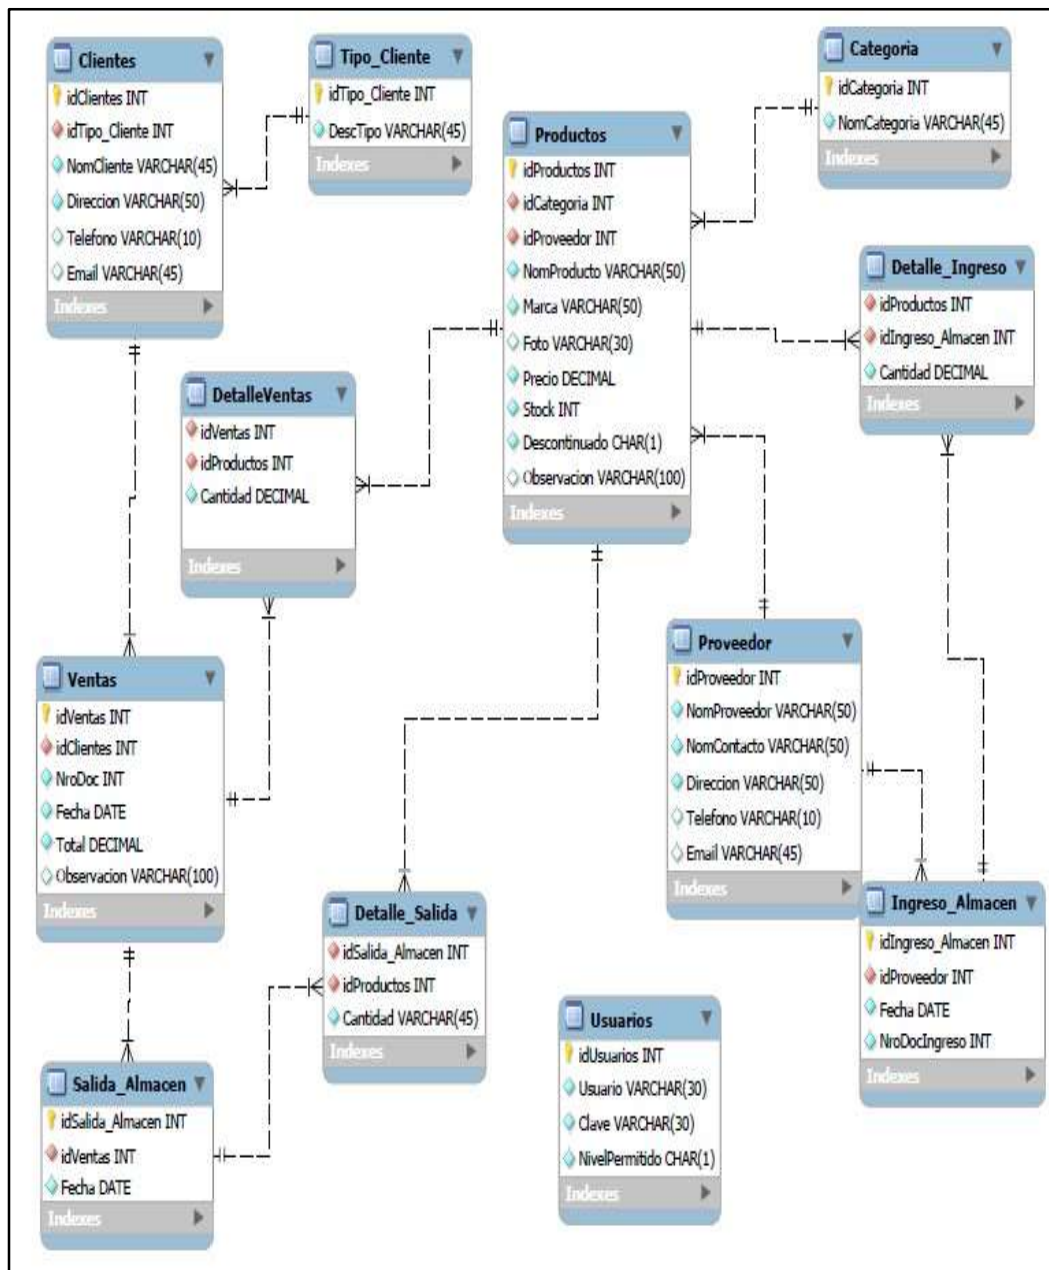 Clientes
idClientes INT
idTipo_Cliente INT
NomCliente VARCHAR(45)
Direccion VARCHAR(50)
Telefono VARCHAR(10)
Email VARCHAR(45)
Indexes
Tipo_Cliente
idTipo_Cliente INT
DescTipo VARCHAR(45)
Indexes
Productos
idProductos INT
idCategoria INT
idProveedor INT
NomProducto VARCHAR(50)
Marca VARCHAR(50)
Foto VARCHAR(30)
Precio DECIMAL
Stock INT
Descontinuado CHAR(1)
Observacion VARCHAR(100)
Indexes
Categoria
idCategoria INT
NomCategoria VARCHAR(45)
Indexes
Detalle_Ingreso
idProductos INT
idIngreso_Almacen INT
Cantidad DECIMAL
Indexes
DetalleVentas
idVentas INT
idProductos INT
Cantidad DECIMAL
Indexes
Ventas
idVentas INT
idClientes INT
NroDoc INT
Fecha DATE
Total DECIMAL
Observacion VARCHAR(100)
Indexes
Proveedor
idProveedor INT
NomProveedor VARCHAR(50)
NomContacto VARCHAR(50)
Direccion VARCHAR(50)
Telefono VARCHAR(10)
Email VARCHAR(45)
Indexes
Detalle_Salida
idSalida_Almacen INT
idProductos INT
Cantidad VARCHAR(45)
Indexes
Ingreso_Almacen
idIngreso_Almacen INT
idProveedor INT
Fecha DATE
NroDocIngreso INT
Indexes
Salida_Almacen
idSalida_Almacen INT
idVentas INT
Fecha DATE
Indexes
Usuarios
idUsuarios INT
Usuario VARCHAR(30)
Clave VARCHAR(30)
NivelPermitido CHAR(1)
Indexes